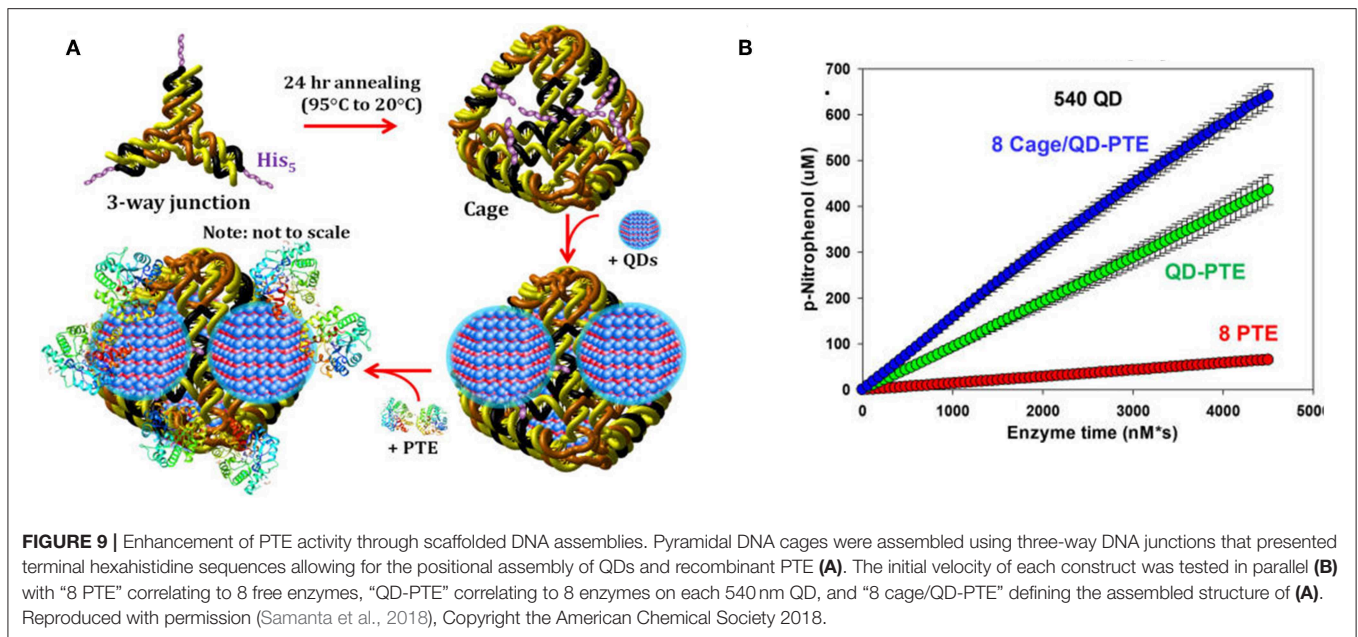 A
24 hr annealing
(95°C to 20°C)
His5
3-way junction
Cage
Note: not to scale
+ QDs
+ PTE
B
700
600
500
400
300
200
100
0
p-Nitrophenol (uM)
540 QD
8 Cage/QD-PTE
QD-PTE
8 PTE
0
1000
2000
3000
4000
5000
Enzyme time (nM*s)
FIGURE 9 | Enhancement of PTE activity through scaffolded DNA assemblies. Pyramidal DNA cages were assembled using three-way DNA junctions that presented
terminal hexahistidine sequences allowing for the positional assembly of QDs and recombinant PTE (A). The initial velocity of each construct was tested in parallel (B)
with “8 PTE” correlating to 8 free enzymes, “QD-PTE” correlating to 8 enzymes on each 540 nm QD, and “8 cage/QD-PTE” defining the assembled structure of (A).
Reproduced with permission (Samanta et al., 2018), Copyright the American Chemical Society 2018.